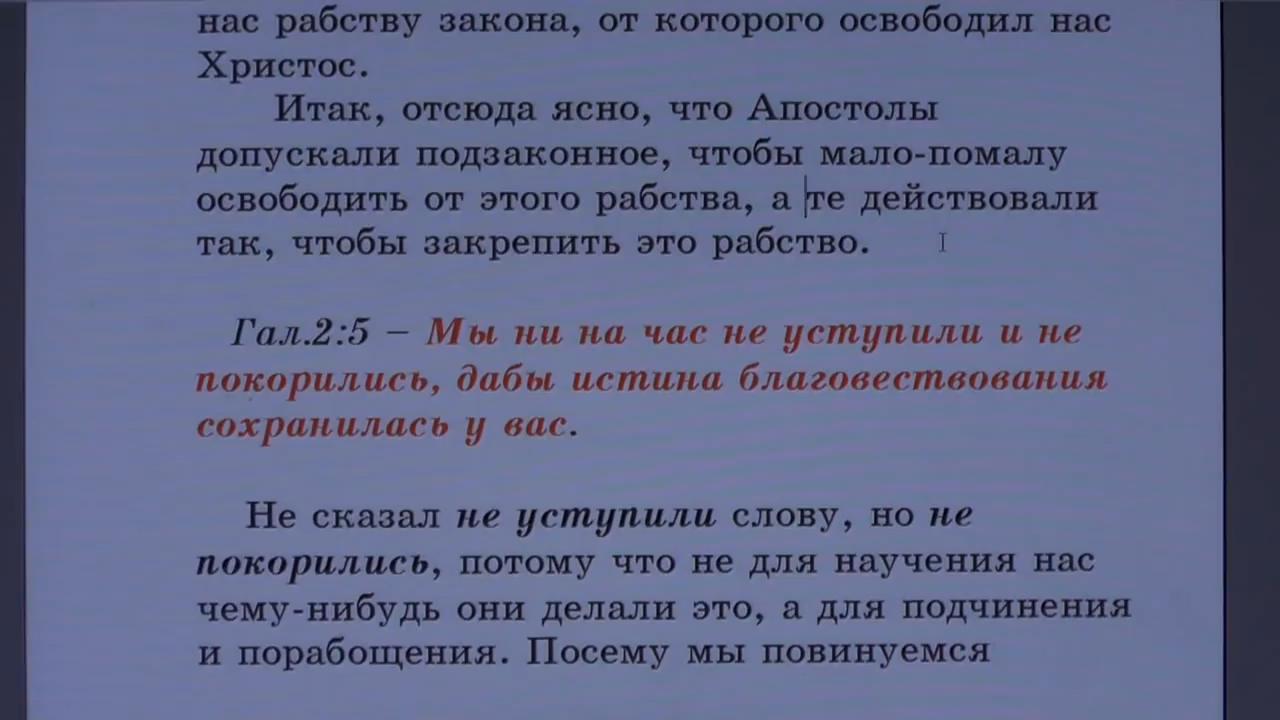 нас рабству закона, от которого освободил нас
Христос.
Итак, отсюда ясно, что Апостолы
допускали подзаконное, чтобы мало-помалу
освободить от этого рабства, а те действовали
так, чтобы закрепить это рабство.
Гал.2:5 – Мы ни на час не уступили и не
покорились, дабы истина благовествования
сохранилась у вас.
Не сказал не уступили слову, но не
покорились, потому что не для научения нас
чему-нибудь они делали это, а для подчинения
и порабощения. Посему мы повинуемся